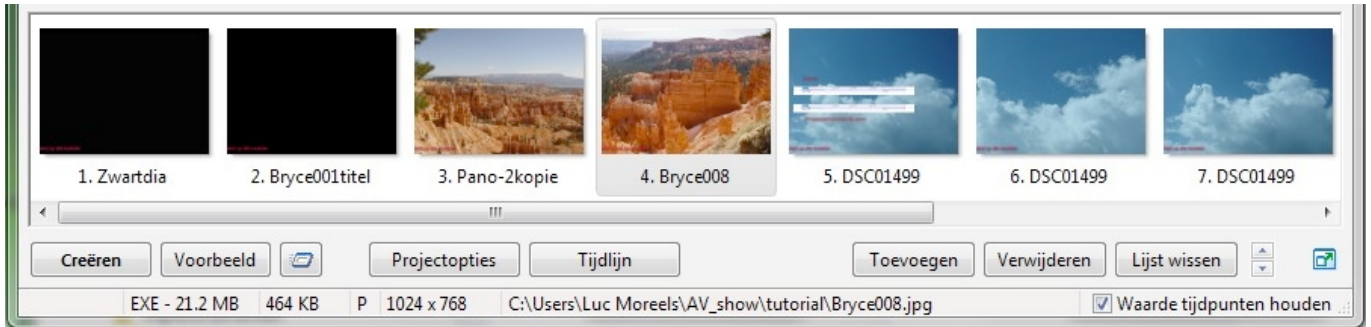 1. Zwartdia
2. Bryce001titel
3. Pano-2kopie
4. Bryce008
5. DSC01499
6. DSC01499
7. DSC01499
Creëren
Voorbeeld
Projectopties
Tijdlijn
Toevoegen
Verwijderen
Lijst wissen
EXE - 21.2 MB
464 KB
P
1024 x 768
C:\Users\Luc Moreels\AV_show\tutorial\Bryce008.jpg
Waarde tijdpunten houden